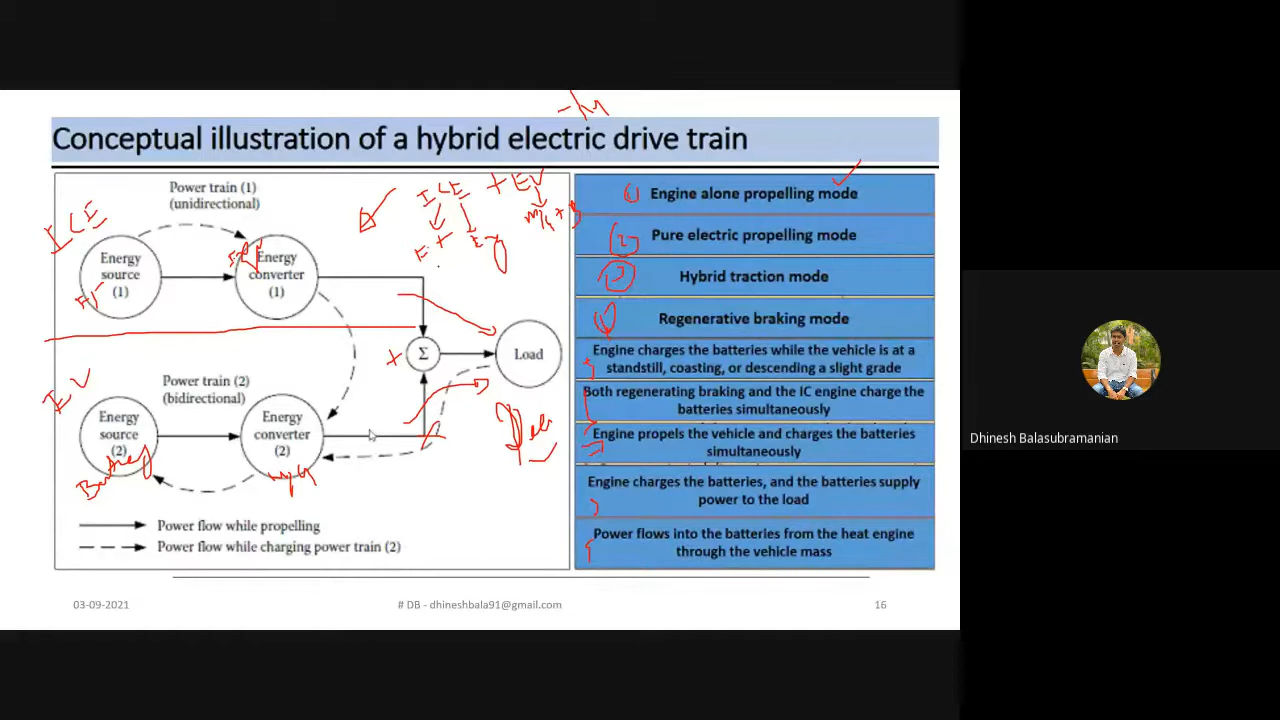 Conceptual illustration of a hybrid electric drive train
Power train (1)
(unidirectional)
ICE
ICE + EV
Energy
source
(1)
Energy
converter
(1)
Σ
Load
+
EV
Power train (2)
(bidirectional)
Energy
source
(2)
Battery
Energy
converter
(2)
Power flow while propelling
Power flow while charging power train (2)
1 Engine alone propelling mode
2 Pure electric propelling mode
3 Hybrid traction mode
Regenerative braking mode
Engine charges the batteries while the vehicle is at a
standstill, coasting, or descending a slight grade
Both regenerating braking and the IC engine charge the
batteries simultaneously
Engine propels the vehicle and charges the batteries
simultaneously
Engine charges the batteries, and the batteries supply
power to the load
Power flows into the batteries from the heat engine
through the vehicle mass
03-09-2021
# DB - dhineshbala91@gmail.com
16
Dhinesh Balasubramanian